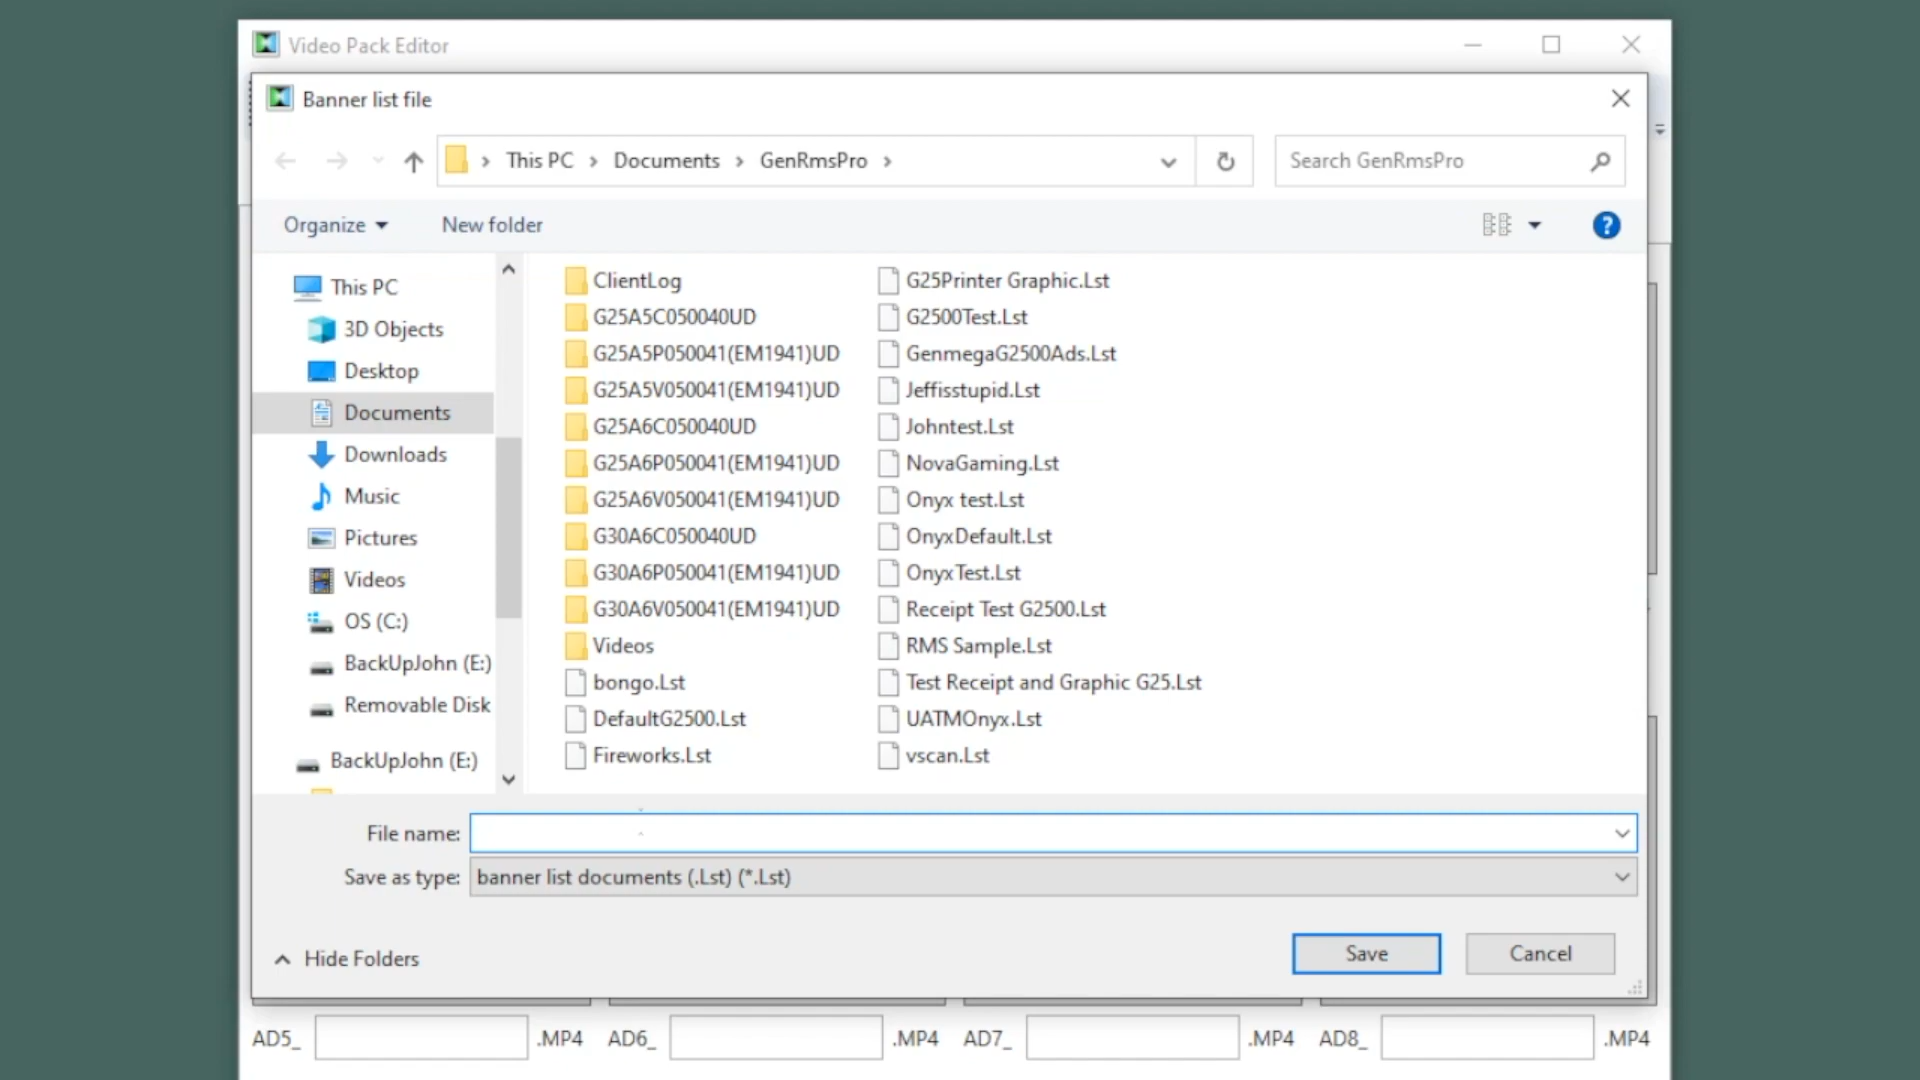 Video Pack Editor
Banner list file
This PC > Documents > GenRmsPro >
Search GenRmsPro
Organize
New folder
?
This PC
3D Objects
Desktop
Documents
Downloads
Music
Pictures
Videos
OS (C:)
BackUpJohn (E:)
Removable Disk
BackUpJohn (E:)
ClientLog
G25A5C050040UD
G25A5P050041(EM1941)UD
G25A5V050041(EM1941)UD
G25A6C050040UD
G25A6P050041(EM1941)UD
G25A6V050041(EM1941)UD
G30A6C050040UD
G30A6P050041(EM1941)UD
G30A6V050041(EM1941)UD
Videos
bongo.Lst
DefaultG2500.Lst
Fireworks.Lst
G25Printer Graphic.Lst
G2500Test.Lst
GenmegaG2500Ads.Lst
Jeffisstupid.Lst
Johntest.Lst
NovaGaming.Lst
Onyx test.Lst
OnyxDefault.Lst
OnyxTest.Lst
Receipt Test G2500.Lst
RMS Sample.Lst
Test Receipt and Graphic G25.Lst
UATMOnyx.Lst
vscan.Lst
File name:
Save as type: banner list documents (.Lst) (*.Lst)
Hide Folders
Save
Cancel
AD5_ .MP4 AD6_ .MP4 AD7_ .MP4 AD8_ .MP4